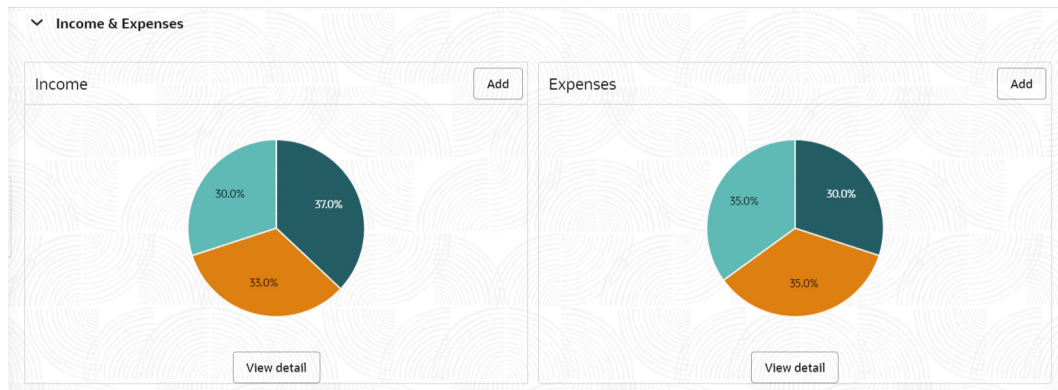 Income & Expenses
Income
Add
30.0%
37.0%
33.0%
View detail
Expenses
Add
35.0%
30.0%
35.0%
View detail